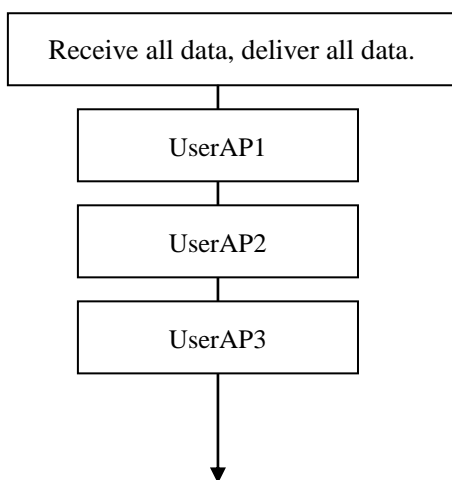 Receive all data, deliver all data.
UserAP1
UserAP2
UserAP3